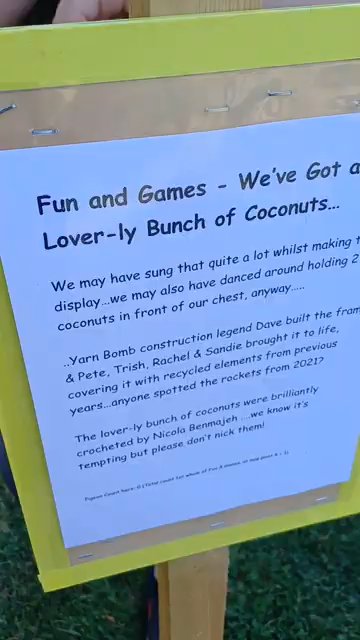 Fun and Games - We've Got a
Lover-ly Bunch of Coconuts...
We may have sung that quite a lot whilst making t
display...we may also have danced around holding 2
coconuts in front of our chest, anyway.....
..Yarn Bomb construction legend Dave built the fram
& Pete, Trish, Rachel & Sandie brought it to life,
covering it with recycled elements from previous
years...anyone spotted the rockets from 2021?
The lover-ly bunch of coconuts were brilliantly
crocheted by Nicola Benmajeh ....we know it's
tempting but please don't nick them!